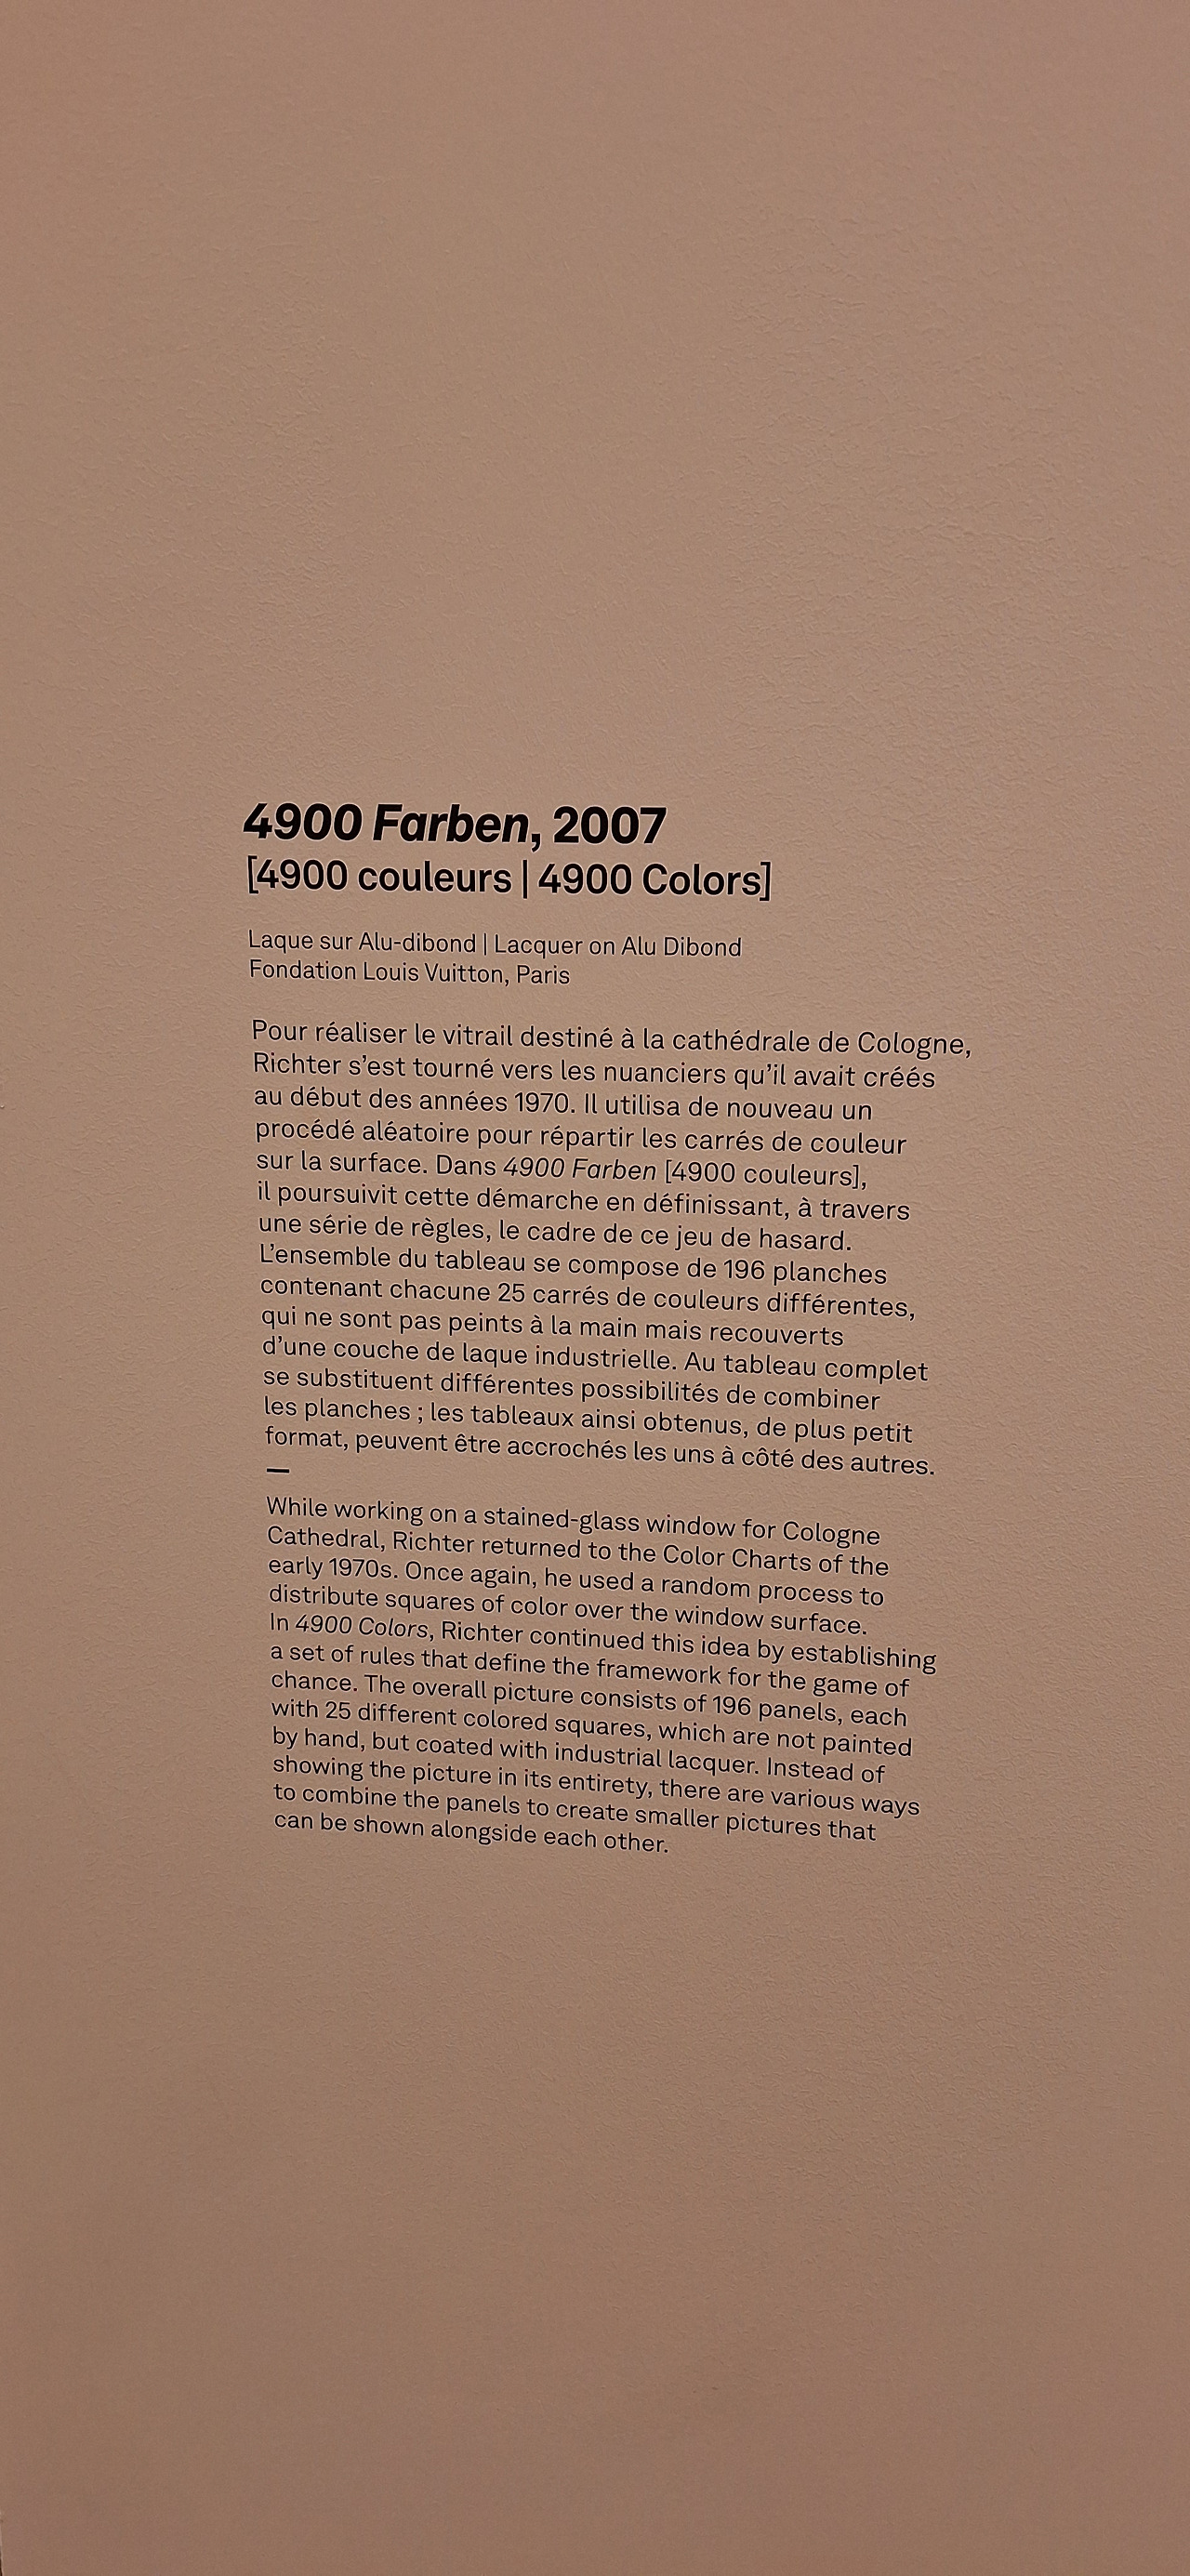 4900 Farben, 2007
[4900 couleurs | 4900 Colors]
Laque sur Alu-dibond | Lacquer on Alu Dibond
Fondation Louis Vuitton, Paris
Pour réaliser le vitrail destiné à la cathédrale de Cologne,
Richter s’est tourné vers les nuanciers qu’il avait créés
au début des années 1970. Il utilisa de nouveau un
procédé aléatoire pour répartir les carrés de couleur
sur la surface. Dans 4900 Farben [4900 couleurs],
il poursuivit cette démarche en définissant, à travers
une série de règles, le cadre de ce jeu de hasard.
L’ensemble du tableau se compose de 196 planches
contenant chacune 25 carrés de couleurs différentes,
qui ne sont pas peints à la main mais recouverts
d’une couche de laque industrielle. Au tableau complet
se substituent différentes possibilités de combiner
les planches ; les tableaux ainsi obtenus, de plus petit
format, peuvent être accrochés les uns à côté des autres.
—
While working on a stained-glass window for Cologne
Cathedral, Richter returned to the Color Charts of the
early 1970s. Once again, he used a random process to
distribute squares of color over the window surface.
In 4900 Colors, Richter continued this idea by establishing
a set of rules that define the framework for the game of
chance. The overall picture consists of 196 panels, each
with 25 different colored squares, which are not painted
by hand, but coated with industrial lacquer. Instead of
showing the picture in its entirety, there are various ways
to combine the panels to create smaller pictures that
can be shown alongside each other.